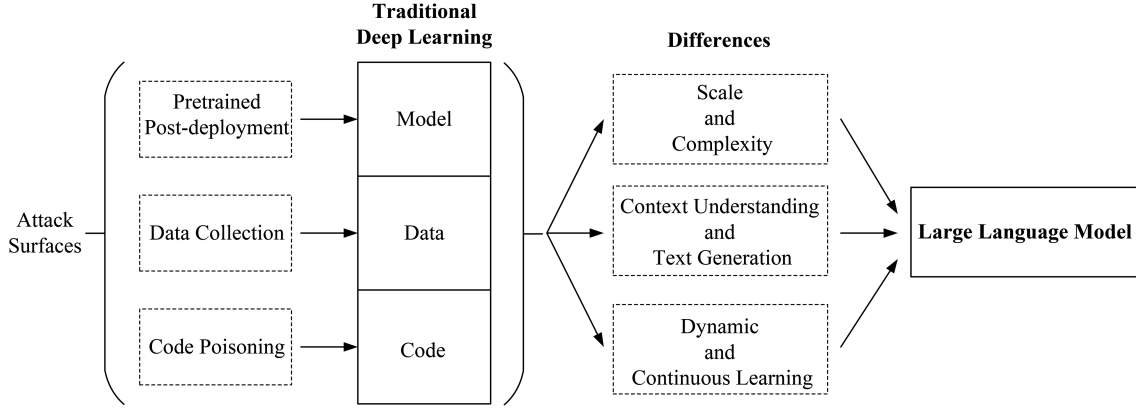 Traditional
Deep Learning
Differences
Attack
Surfaces
Pretrained
Post-deployment
Data Collection
Code Poisoning
Model
Data
Code
Scale
and
Complexity
Context Understanding
and
Text Generation
Dynamic
and
Continuous Learning
Large Language Model